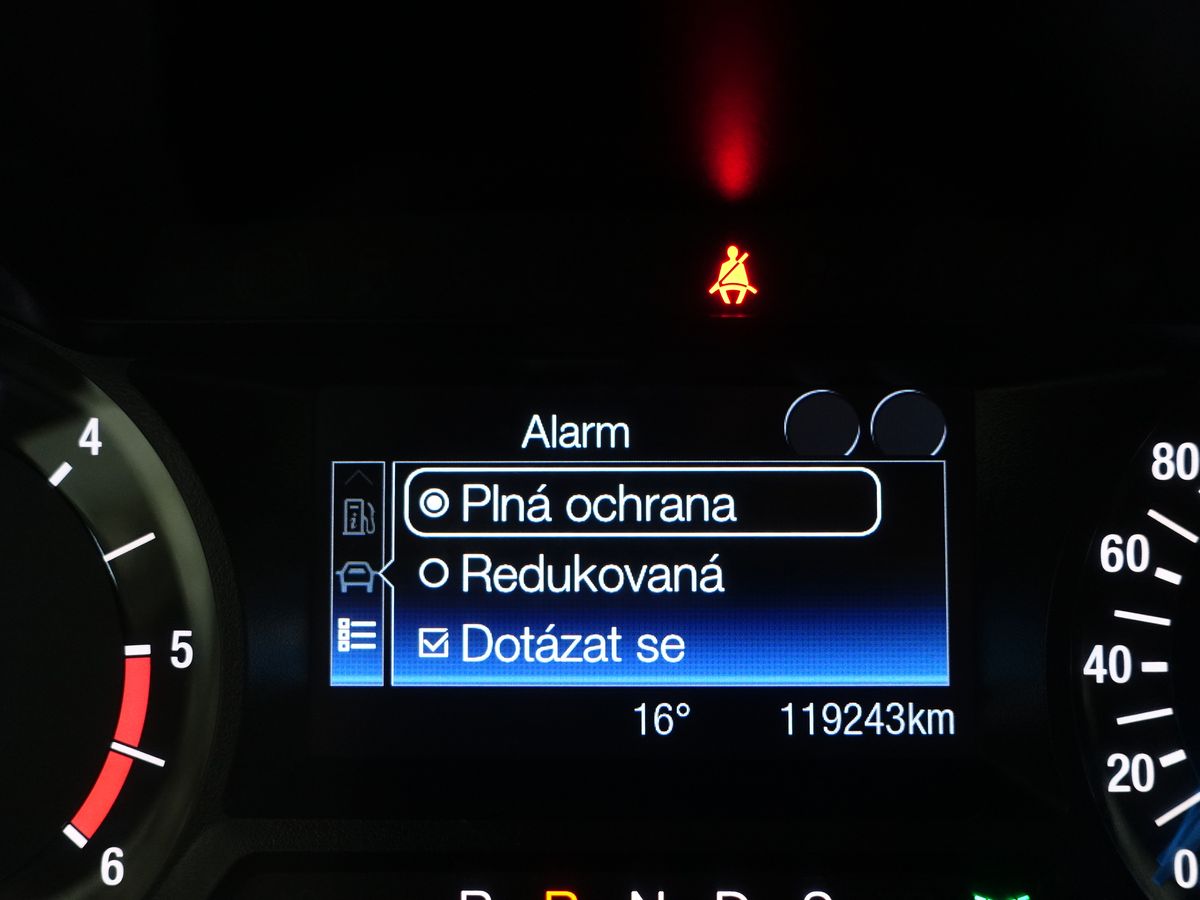 Alarm
Plná ochrana
Redukovaná
Dotázat se
16° 119243km
4
5
6
80
60
40
20
0
P R N D S